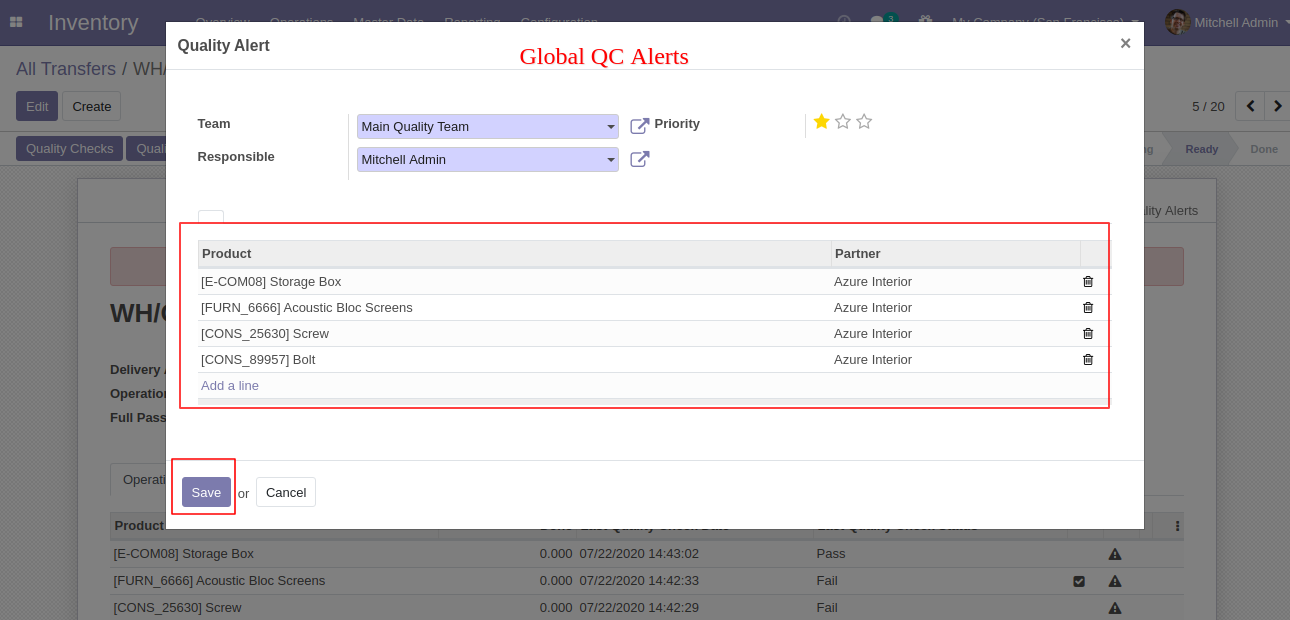 Inventory
Overview Operations Master Data Reporting Configuration
3
My Company (San Francisco)
Mitchell Admin
All Transfers / WH/
Edit Create
5 / 20
Quality Checks
Ready Done
Quality Alert
Global QC Alerts
×
Team Main Quality Team Priority
Responsible Mitchell Admin
Alerts
Product Partner
[E-COM08] Storage Box Azure Interior
[FURN_6666] Acoustic Bloc Screens Azure Interior
[CONS_25630] Screw Azure Interior
[CONS_89957] Bolt Azure Interior
Add a line
WH/
Delivery
Full Pass
Save or Cancel
Product
[E-COM08] Storage Box 0.000 07/22/2020 14:43:02 Pass
[FURN_6666] Acoustic Bloc Screens 0.000 07/22/2020 14:42:33 Fail
[CONS_25630] Screw 0.000 07/22/2020 14:42:29 Fail